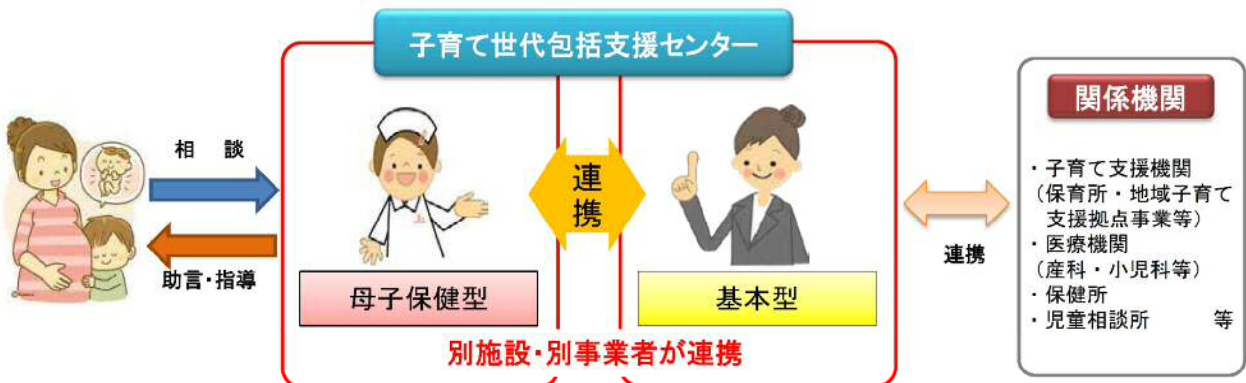 子育て世代包括支援センター
相 談
助言・指導
連
携
母子保健型
基本型
別施設・別事業者が連携
連携
関係機関
・子育て支援機関
（保育所・地域子育て
支援拠点事業等）
・医療機関
（産科・小児科等）
・保健所
・児童相談所 等